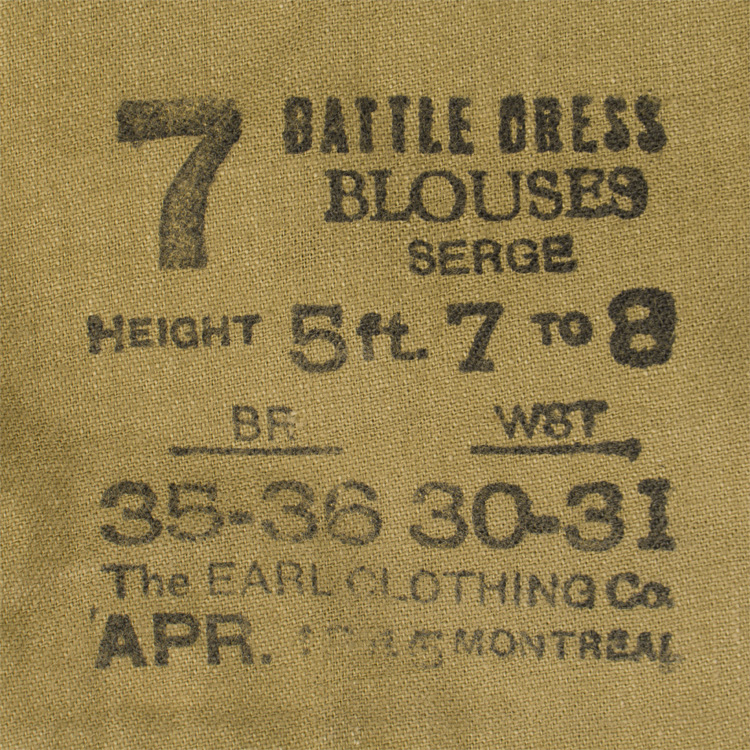 7 BATTLE DRESS
BLOUSES
SERGE
HEIGHT 5 ft. 7 TO 8
BR WST
35-36 30-31
The EARL CLOTHING Co.
APR. 1945 MONTREAL